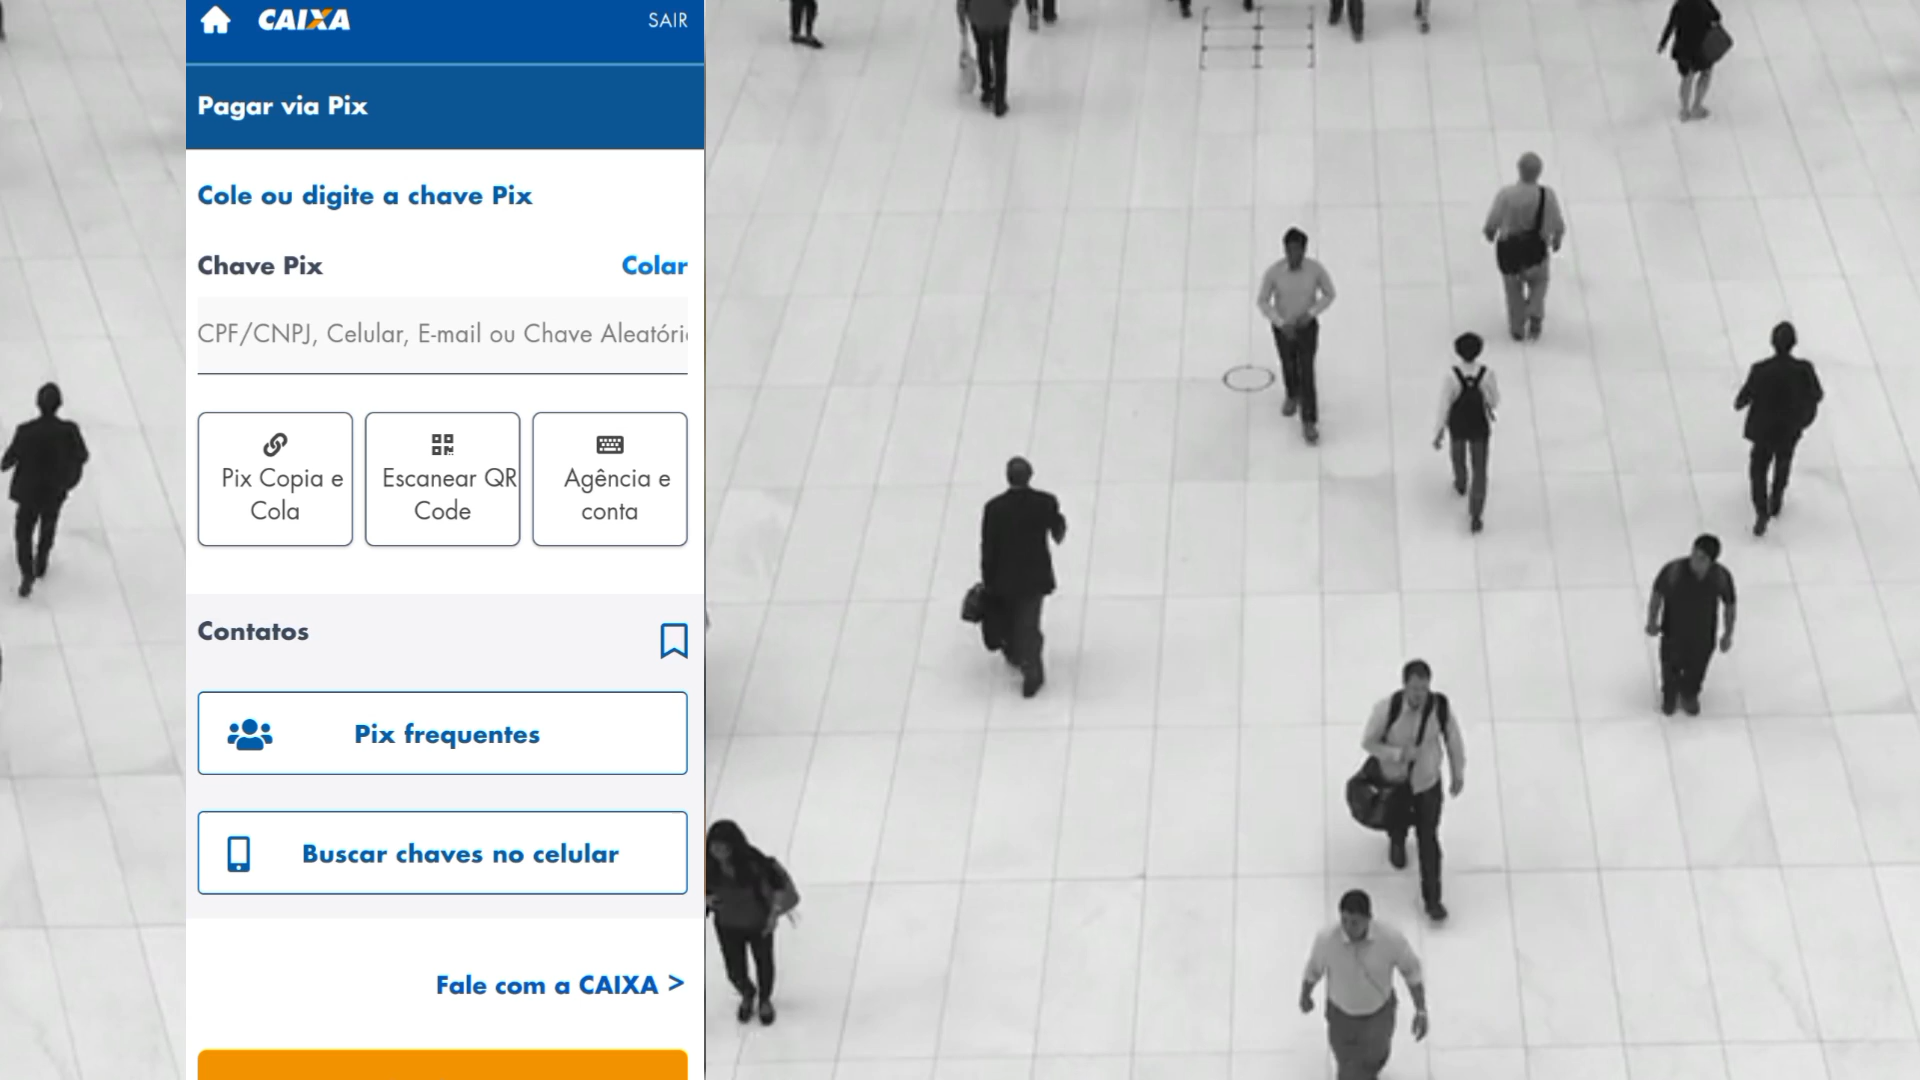 CAIXA
SAIR
Pagar via Pix
Cole ou digite a chave Pix
Chave Pix
Colar
CPF/CNPJ, Celular, E-mail ou Chave Aleatóri
Pix Copia e
Cola
Escanear QR
Code
Agência e
conta
Contatos
Pix frequentes
Buscar chaves no celular
Fale com a CAIXA >